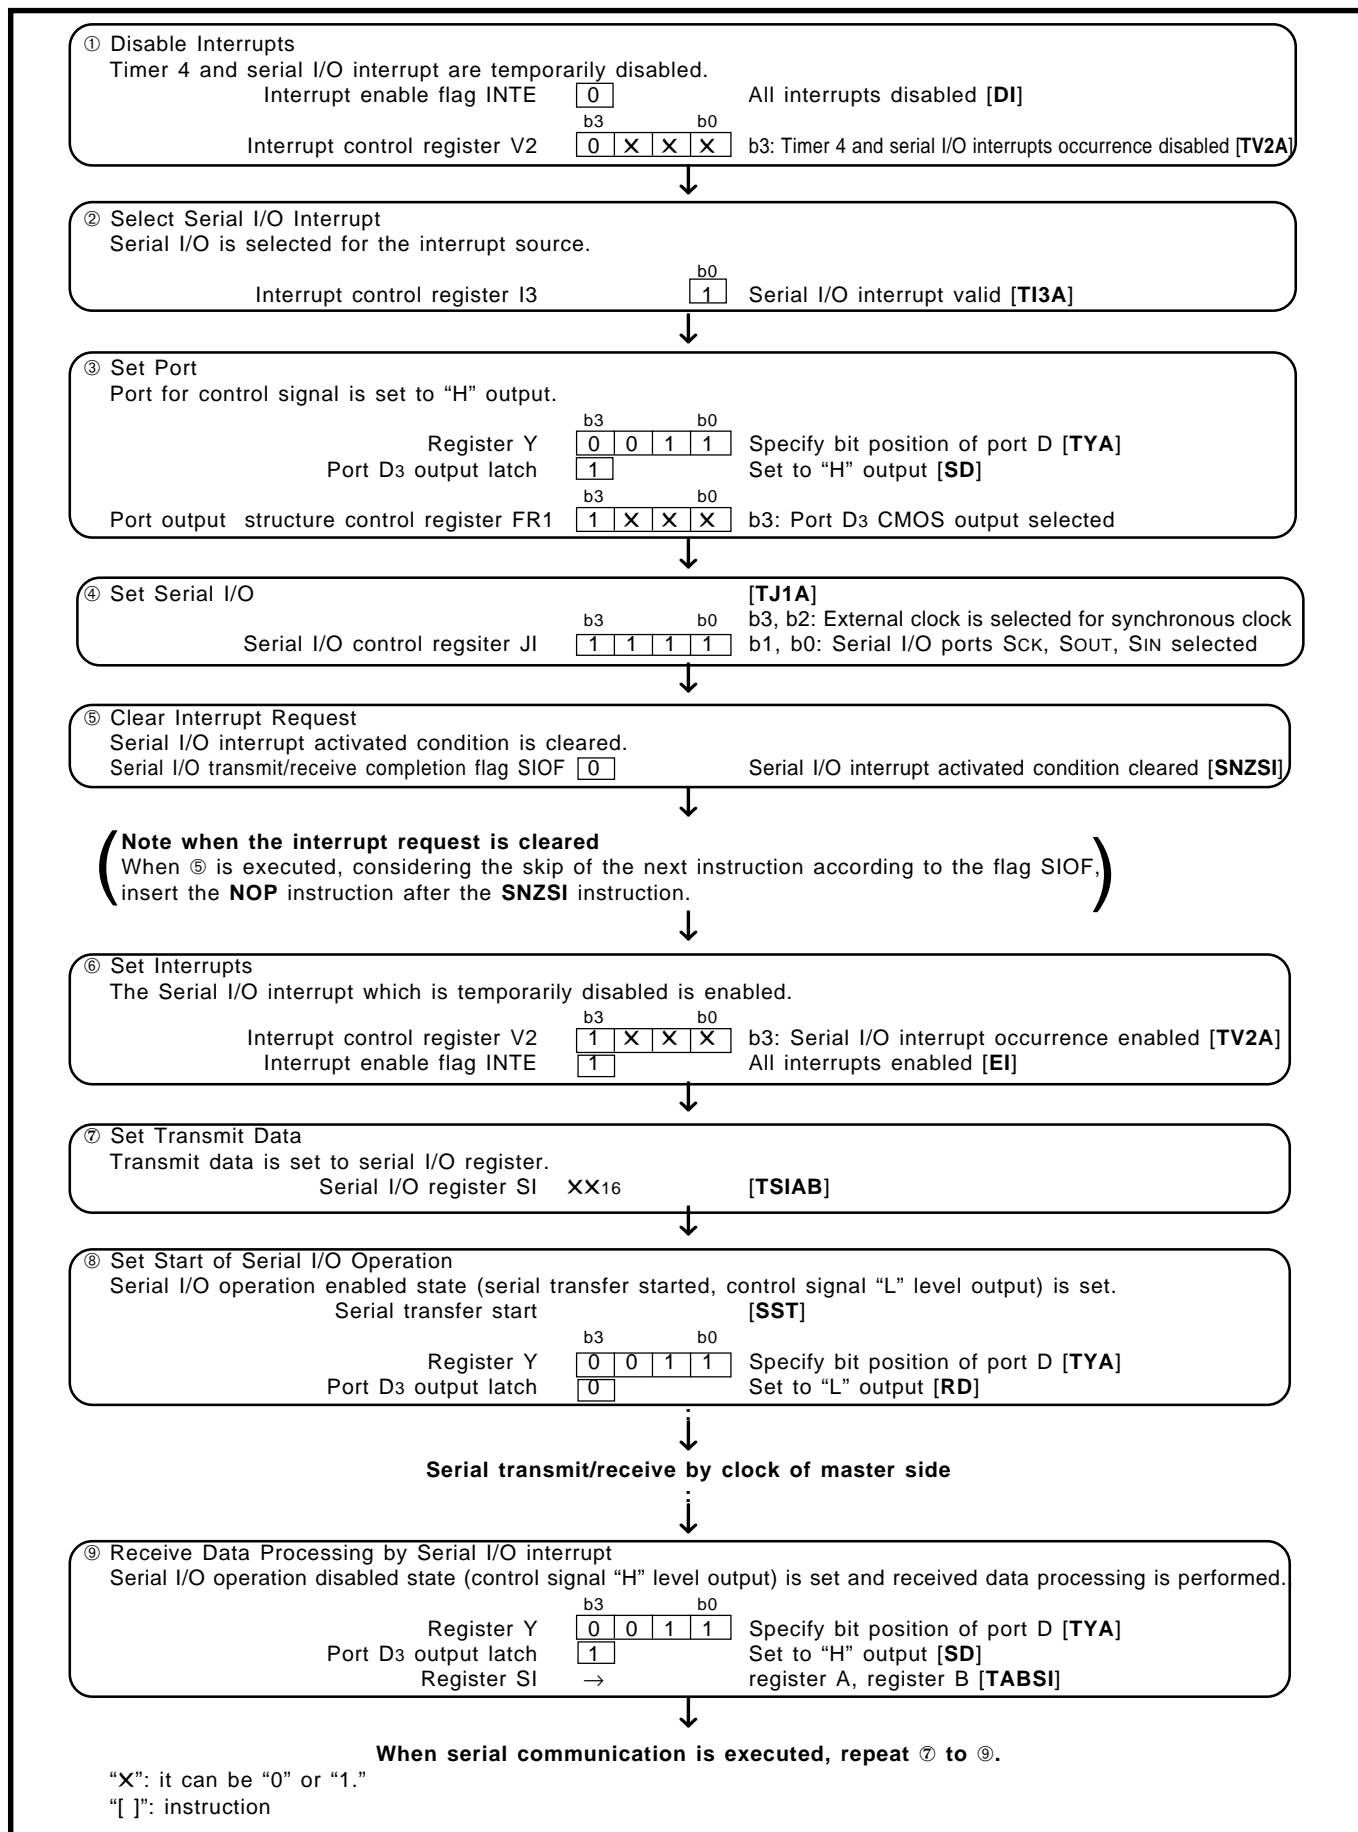 ① Disable Interrupts
Timer 4 and serial I/O interrupt are temporarily disabled.
Interrupt enable flag INTE 0 All interrupts disabled [DI]
b3 b0
Interrupt control register V2 0 ✕ ✕ ✕ b3: Timer 4 and serial I/O interrupts occurrence disabled [TV2A]
② Select Serial I/O Interrupt
Serial I/O is selected for the interrupt source.
b0
Interrupt control register I3 1 Serial I/O interrupt valid [TI3A]
③ Set Port
Port for control signal is set to “H” output.
b3 b0
Register Y 0 0 1 1 Specify bit position of port D [TYA]
Port D3 output latch 1 Set to “H” output [SD]
b3 b0
Port output structure control register FR1 1 ✕ ✕ ✕ b3: Port D3 CMOS output selected
④ Set Serial I/O [TJ1A]
b3 b0 b3, b2: External clock is selected for synchronous clock
Serial I/O control regsiter JI 1 1 1 1 b1, b0: Serial I/O ports SCK, SOUT, SIN selected
⑤ Clear Interrupt Request
Serial I/O interrupt activated condition is cleared.
Serial I/O transmit/receive completion flag SIOF 0 Serial I/O interrupt activated condition cleared [SNZSI]
Note when the interrupt request is cleared
When ⑤ is executed, considering the skip of the next instruction according to the flag SIOF,
insert the NOP instruction after the SNZSI instruction.
⑥ Set Interrupts
The Serial I/O interrupt which is temporarily disabled is enabled.
b3 b0
Interrupt control register V2 1 ✕ ✕ ✕ b3: Serial I/O interrupt occurrence enabled [TV2A]
Interrupt enable flag INTE 1 All interrupts enabled [EI]
⑦ Set Transmit Data
Transmit data is set to serial I/O register.
Serial I/O register SI ✕✕16 [TSIAB]
⑧ Set Start of Serial I/O Operation
Serial I/O operation enabled state (serial transfer started, control signal “L” level output) is set.
Serial transfer start [SST]
b3 b0
Register Y 0 0 1 1 Specify bit position of port D [TYA]
Port D3 output latch 0 Set to “L” output [RD]
Serial transmit/receive by clock of master side
⑨ Receive Data Processing by Serial I/O interrupt
Serial I/O operation disabled state (control signal “H” level output) is set and received data processing is performed..
b3 b0
Register Y 0 0 1 1 Specify bit position of port D [TYA]
Port D3 output latch 1 Set to “H” output [SD]
Register SI → register A, register B [TABSI]
When serial communication is executed, repeat ⑦ to ⑨.
“✕”: it can be “0” or “1.”
“[ ]”: instruction